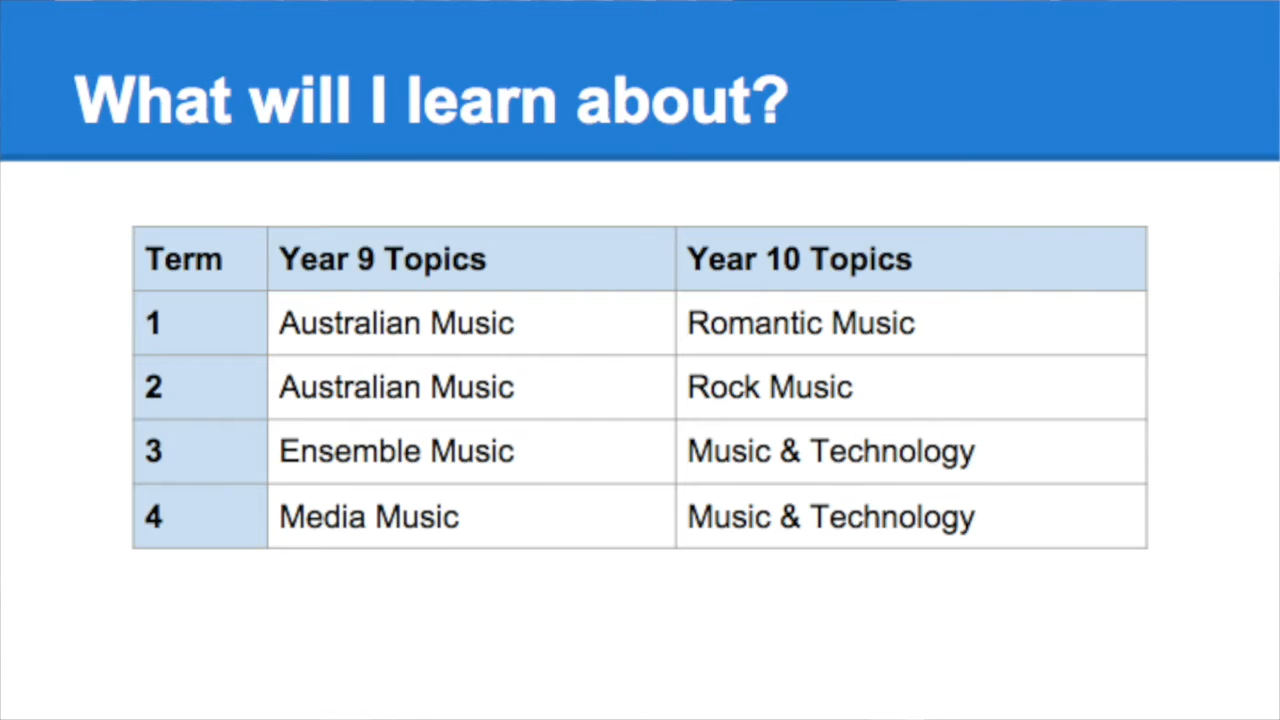 What will I learn about?
Term Year 9 Topics Year 10 Topics
1 Australian Music Romantic Music
2 Australian Music Rock Music
3 Ensemble Music Music & Technology
4 Media Music Music & Technology